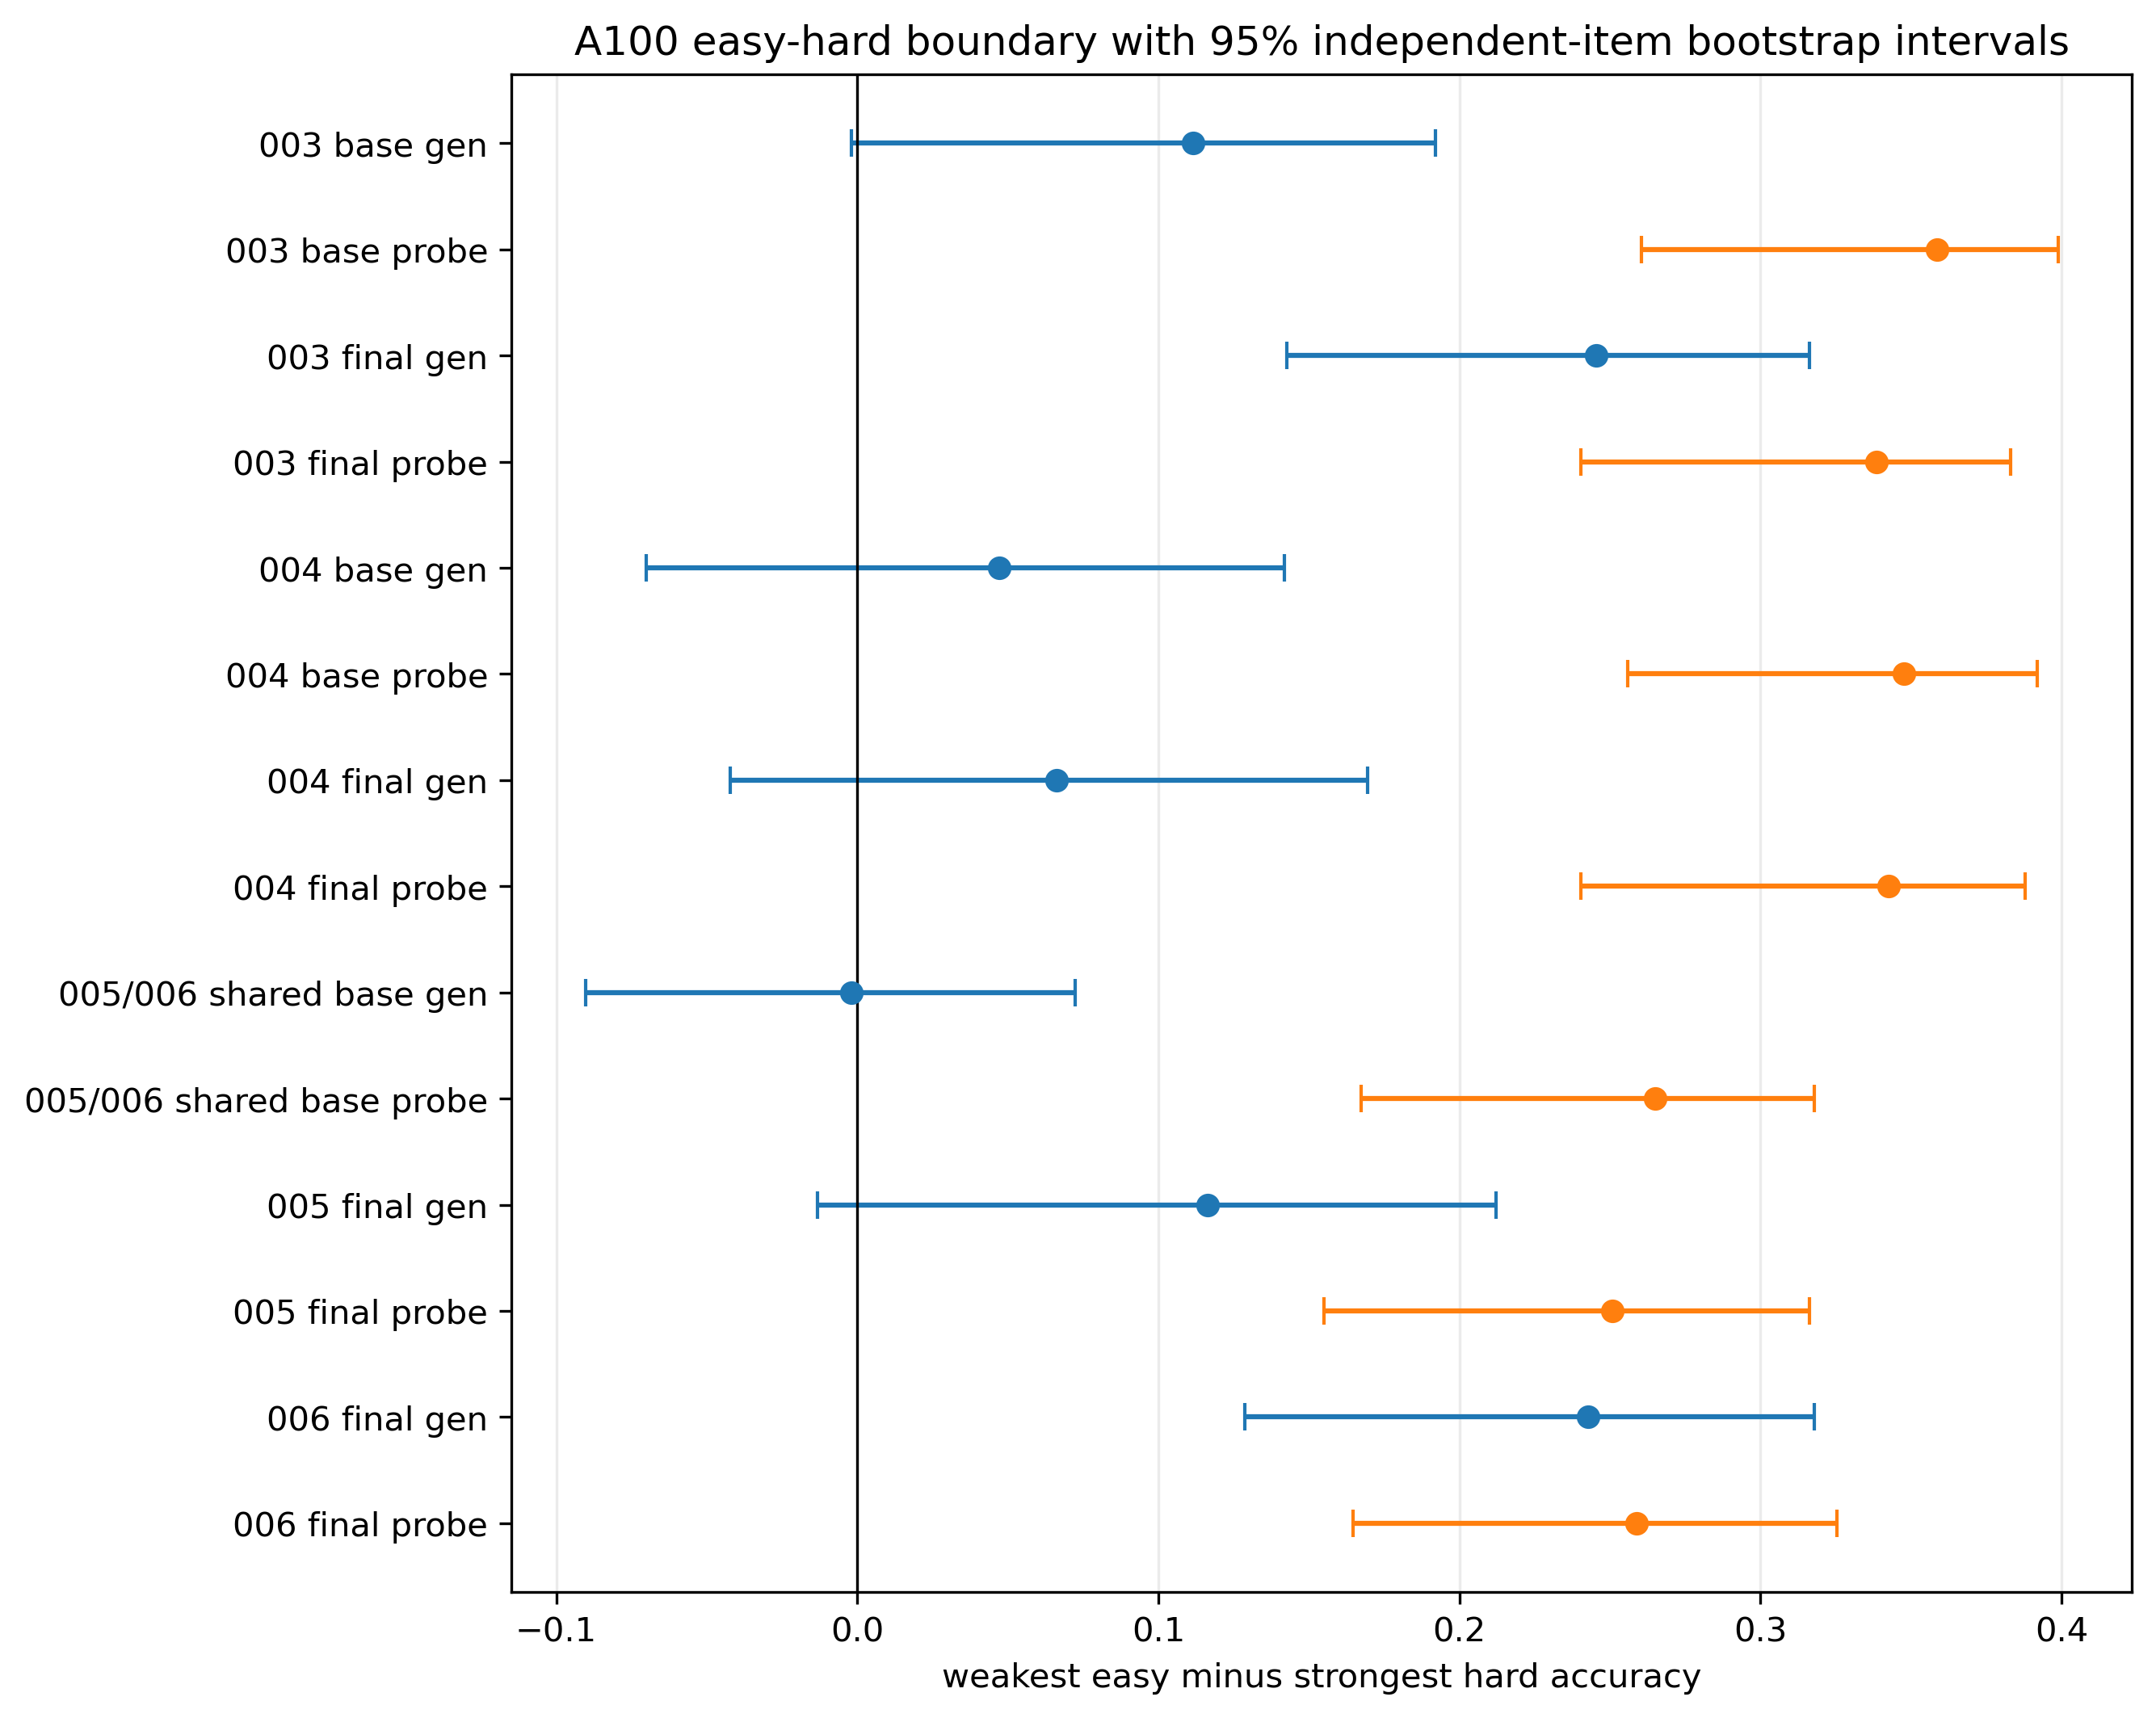 A100 easy-hard boundary with 95% independent-item bootstrap intervals
003 base gen
003 base probe
003 final gen
003 final probe
004 base gen
004 base probe
004 final gen
004 final probe
005/006 shared base gen
005/006 shared base probe
005 final gen
005 final probe
006 final gen
006 final probe
−0.1 0.0 0.1 0.2 0.3 0.4
weakest easy minus strongest hard accuracy